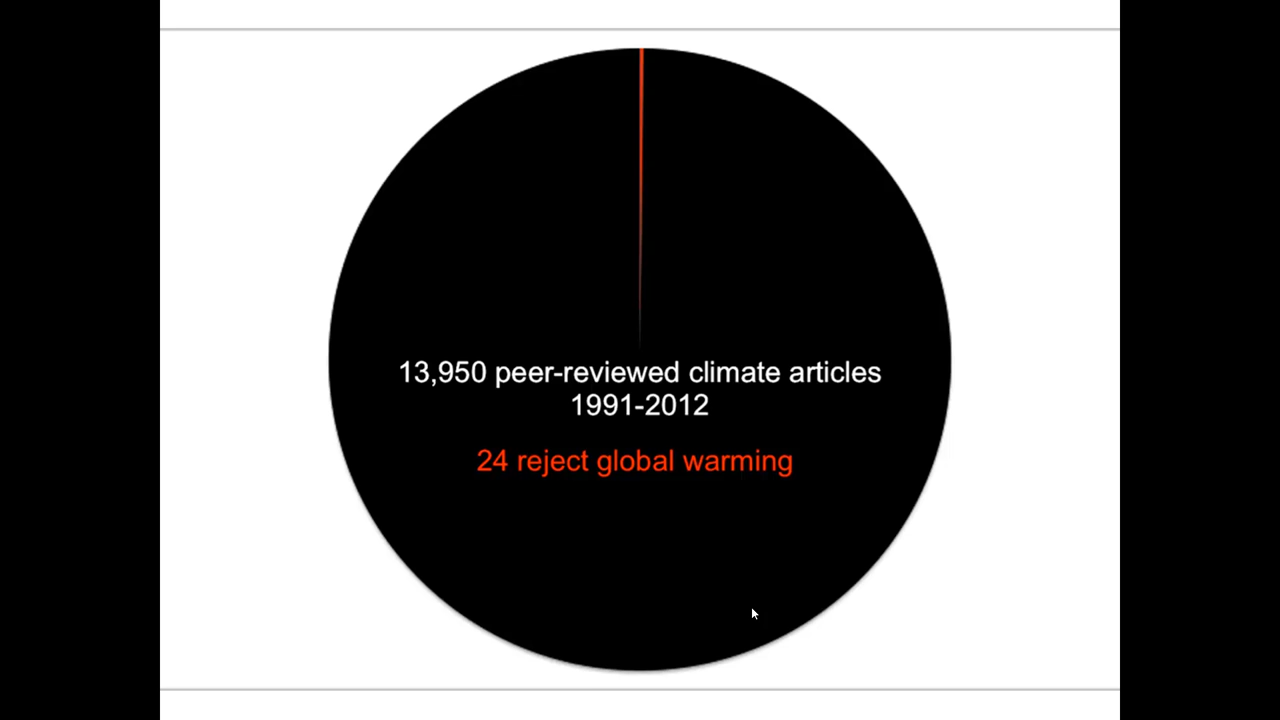 13,950 peer-reviewed climate articles
1991-2012
24 reject global warming